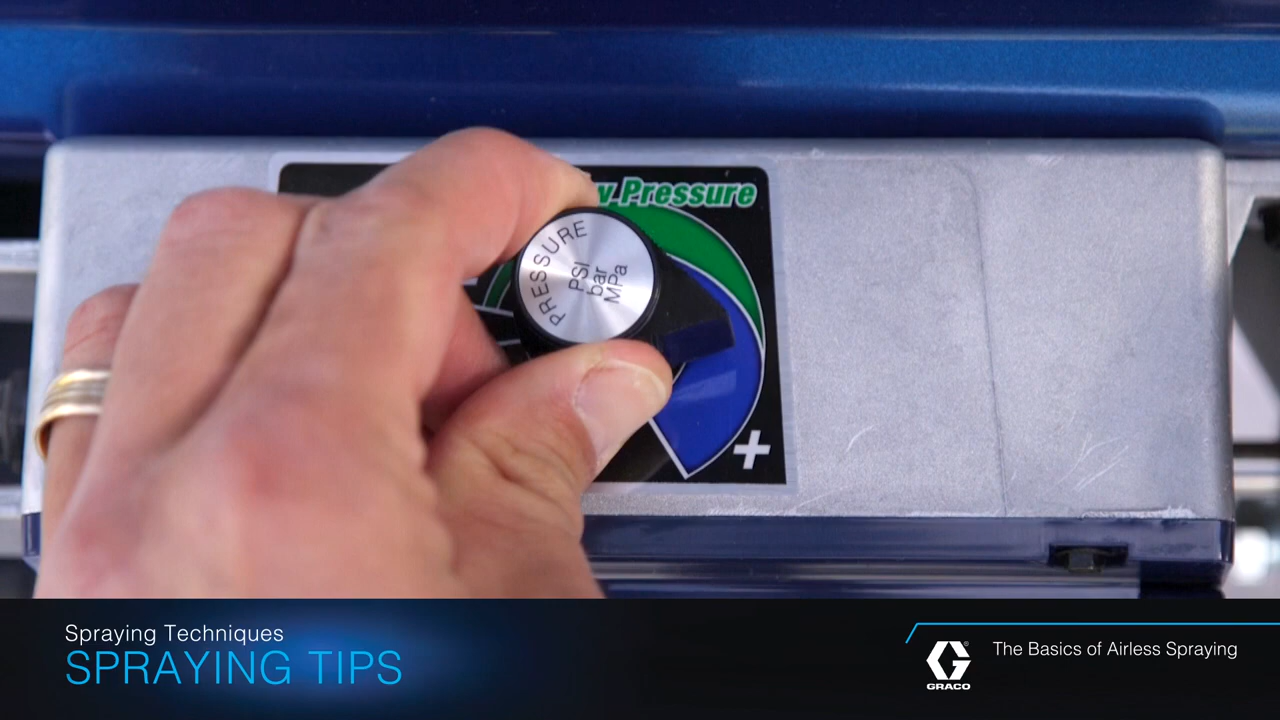 Pressure
PRESSURE
PSI
bar
MPa
+
Spraying Techniques
SPRAYING TIPS
GRACO
The Basics of Airless Spraying